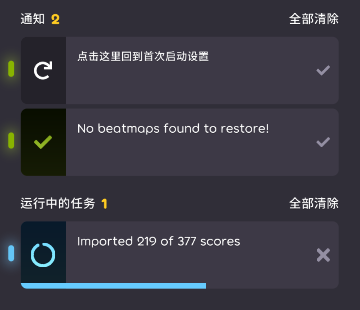 通知 2 全部清除
点击这里回到首次启动设置
No beatmaps found to restore!
运行中的任务 1 全部清除
Imported 219 of 377 scores